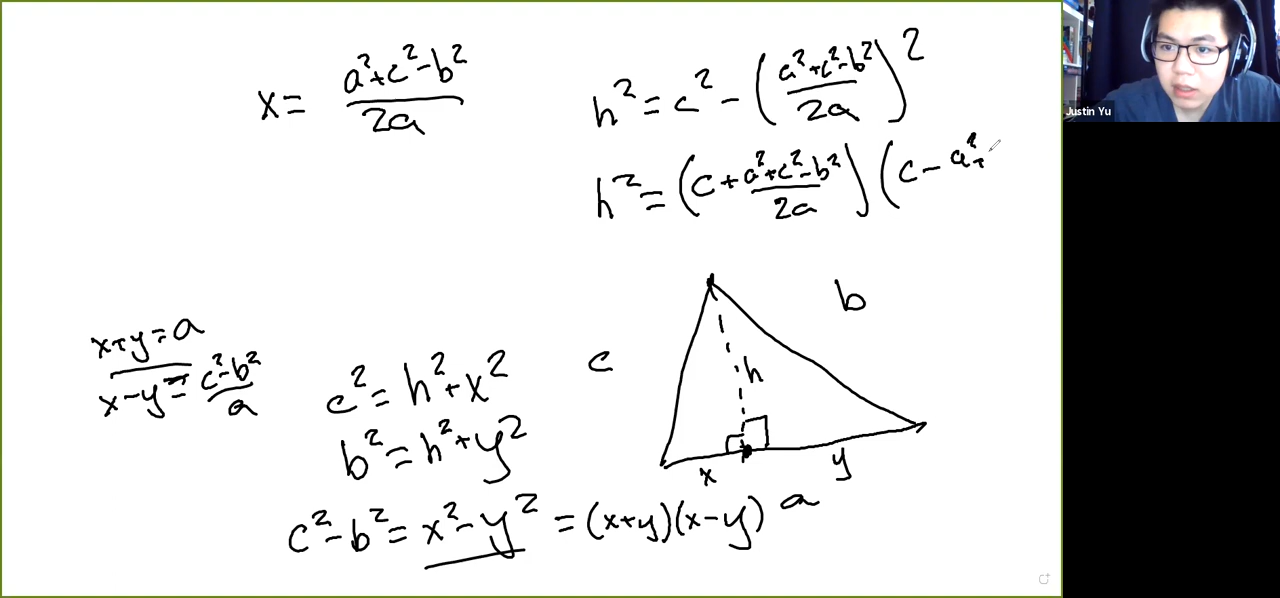 x = (a²+c²-b²)/(2a)
h² = c² - ((a²+c²-b²)/(2a))²
h² = (c + (a²+c²-b²)/(2a)) (c - a²+
Justin Yu
x+y=a
x-y = (c²-b²)/a
c² = h²+x²
b² = h²+y²
c²-b² = x²-y² = (x+y)(x-y)
c
b
h
x
y
a